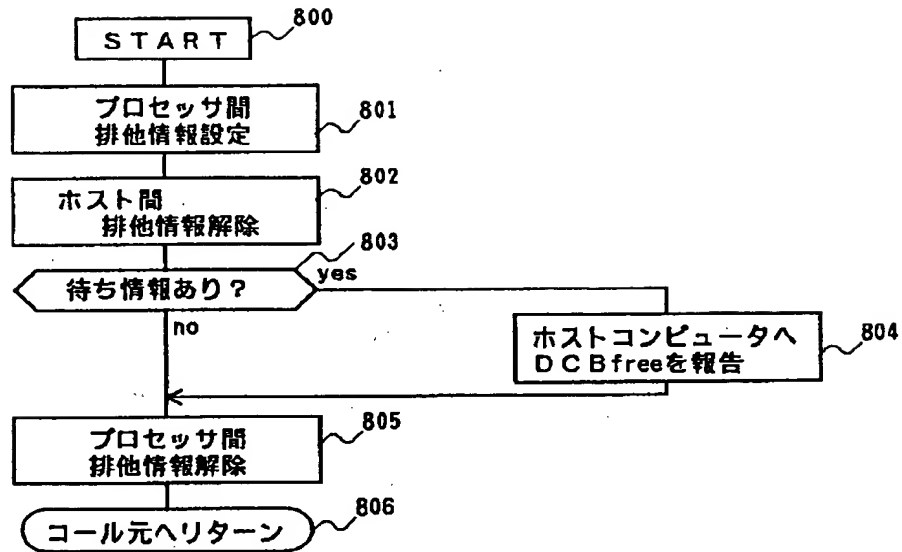 800
ＳＴＡＲＴ
プロセッサ間
排他情報設定
801
ホスト間
排他情報解除
802
803
待ち情報あり？
yes
no
ホストコンピュータへ
ＤＣＢfreeを報告
804
プロセッサ間
排他情報解除
805
コール元へリターン
806